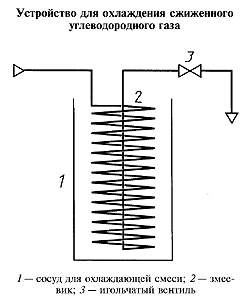 Устройство для охлаждения сжиженного
углеводородного газа
3
2
1
1 — сосуд для охлаждающей смеси; 2 — змее-
вик; 3 — игольчатый вентиль